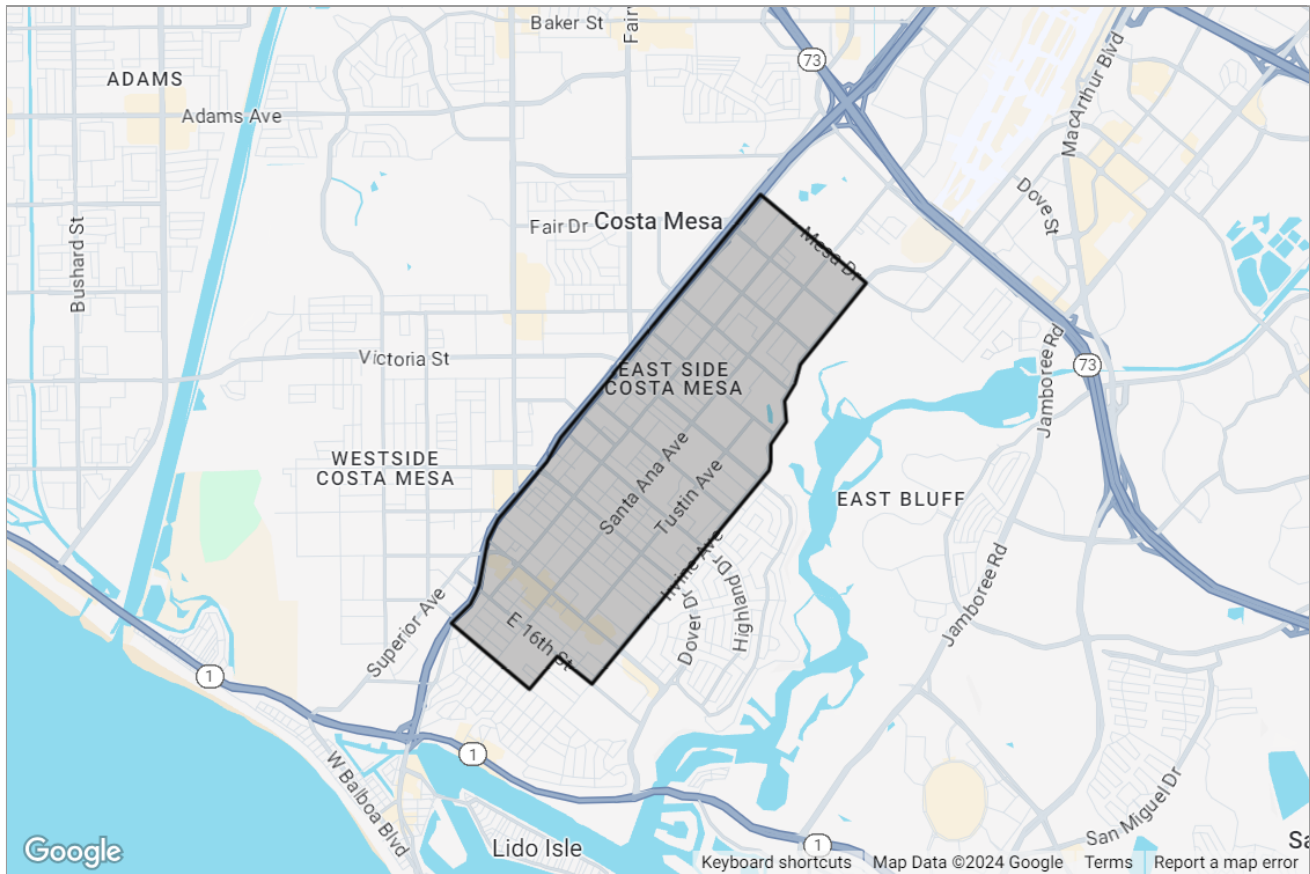 Baker St
Fair
73
ADAMS
MacArthur Blvd
Adams Ave
Dove St
Bushard St
Fair Dr
Costa Mesa
Mesa Dr
Victoria St
EAST SIDE
COSTA MESA
Jamboree Rd
73
WESTSIDE
COSTA MESA
Santa Ana Ave
Tustin Ave
EAST BLUFF
Irvine Ave
Dover Dr
Highland Dr
Superior Ave
E 16th St
Jamboree Rd
1
1
W Balboa Blvd
San Miguel Dr
1
Lido Isle
Google
Keyboard shortcuts
Map Data ©2024 Google
Terms
Report a map error